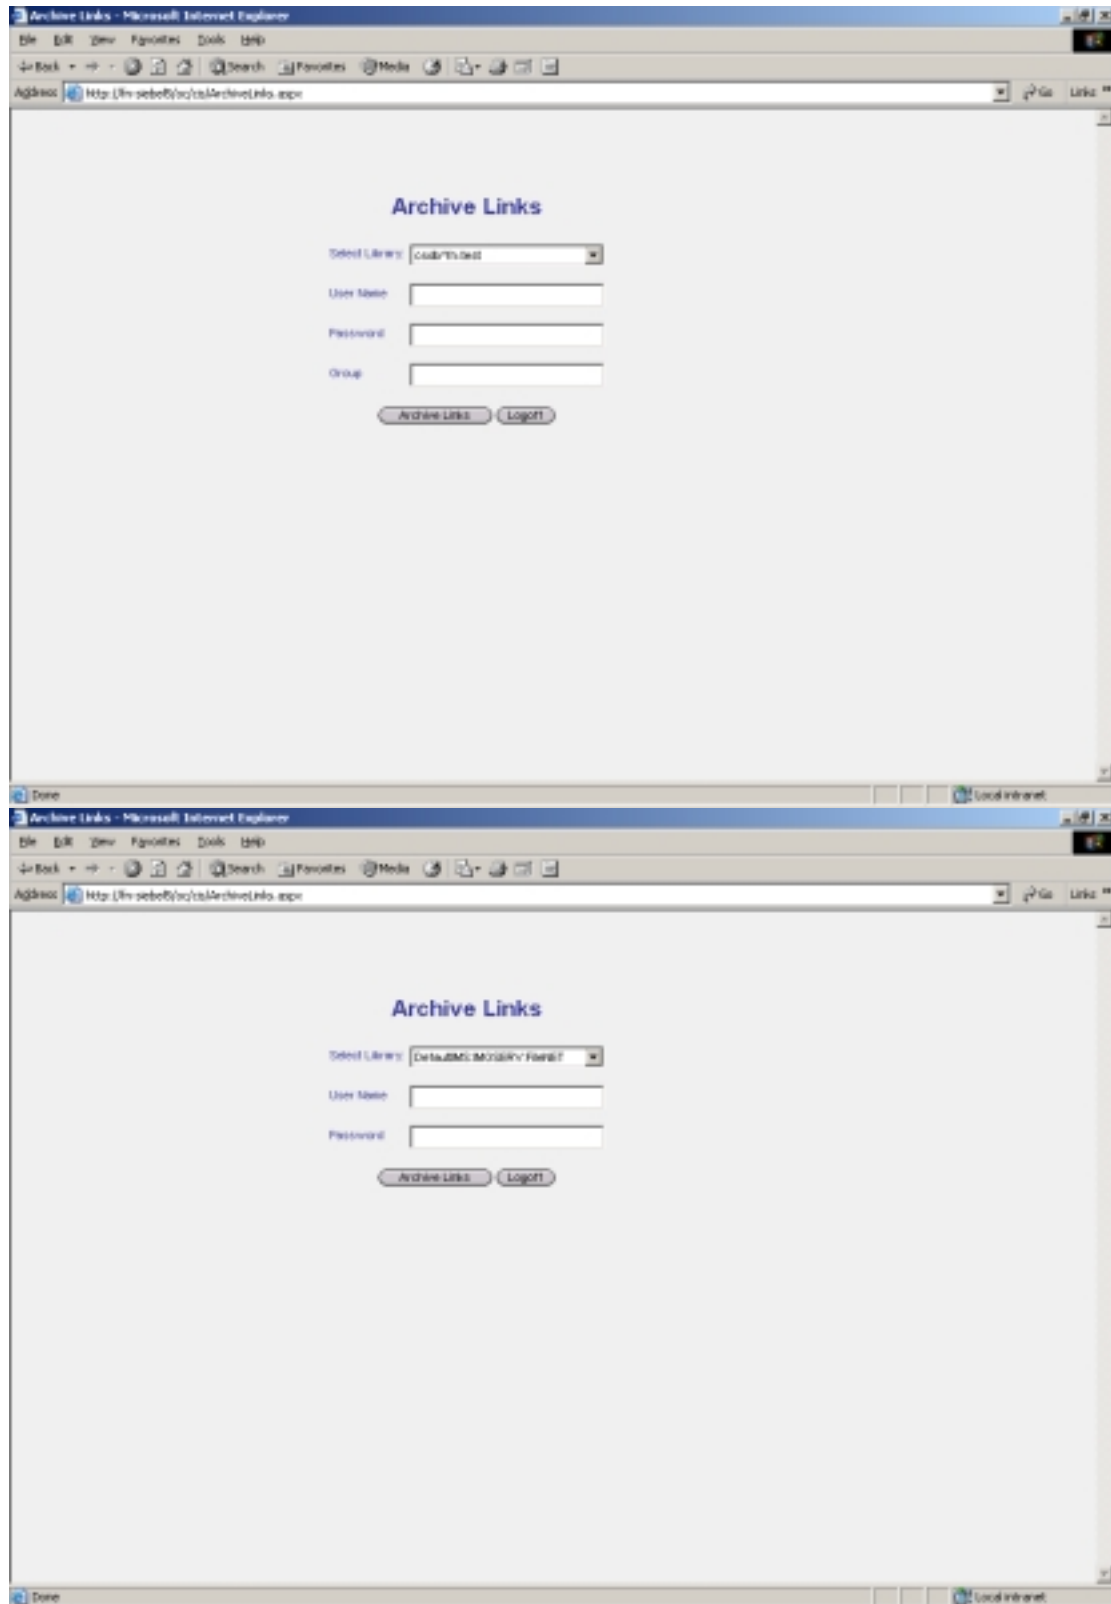 Archive Links - Microsoft Internet Explorer
File Edit View Favorites Tools Help
Back Search Favorites Media
Address Go Links
Archive Links
Select Library:
User Name
Password
Group
Archive Links Logoff
Done Local intranet
Archive Links - Microsoft Internet Explorer
File Edit View Favorites Tools Help
Back Search Favorites Media
Address Go Links
Archive Links
Select Library:
User Name
Password
Archive Links Logoff
Done Local intranet